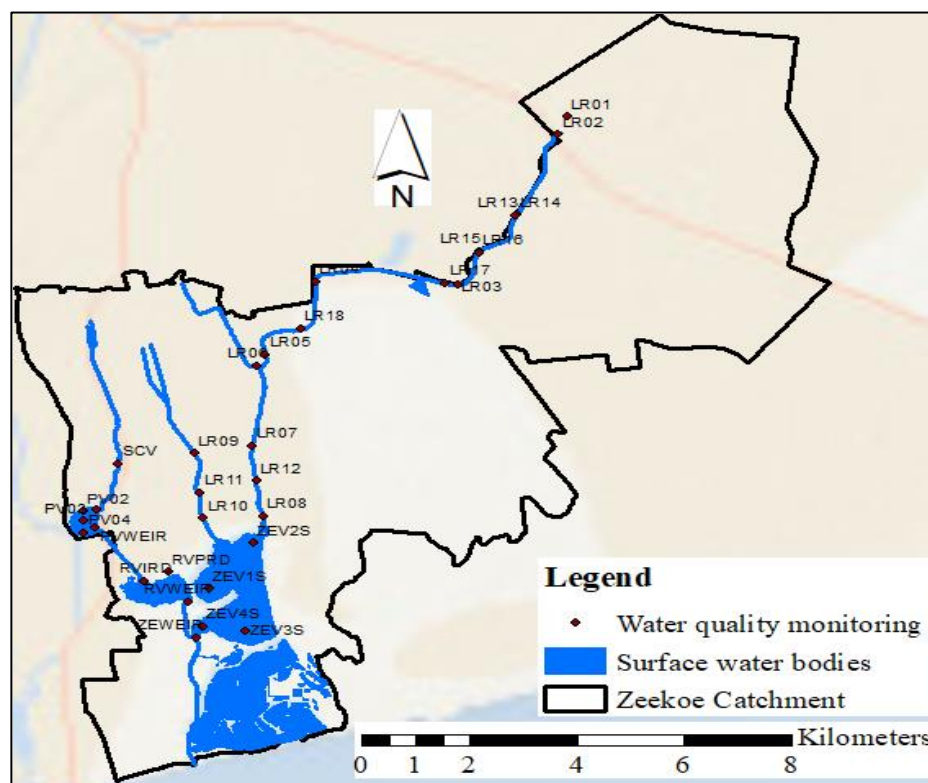 LR01
LR02
LR13
LR14
N
LR15
LR16
LR17
LR03
LR18
LR05
LR09
LR07
SCV
LR12
LR11
PV02
LR10
LR08
PV04
ZEV2S
RVPRD
RVIRD
ZEV1S
RVWEIR
ZEV4S
ZEWEIR
ZEV3S
Legend
Water quality monitoring
Surface water bodies
Zeekoe Catchment
Kilometers
0 1 2 4 6 8